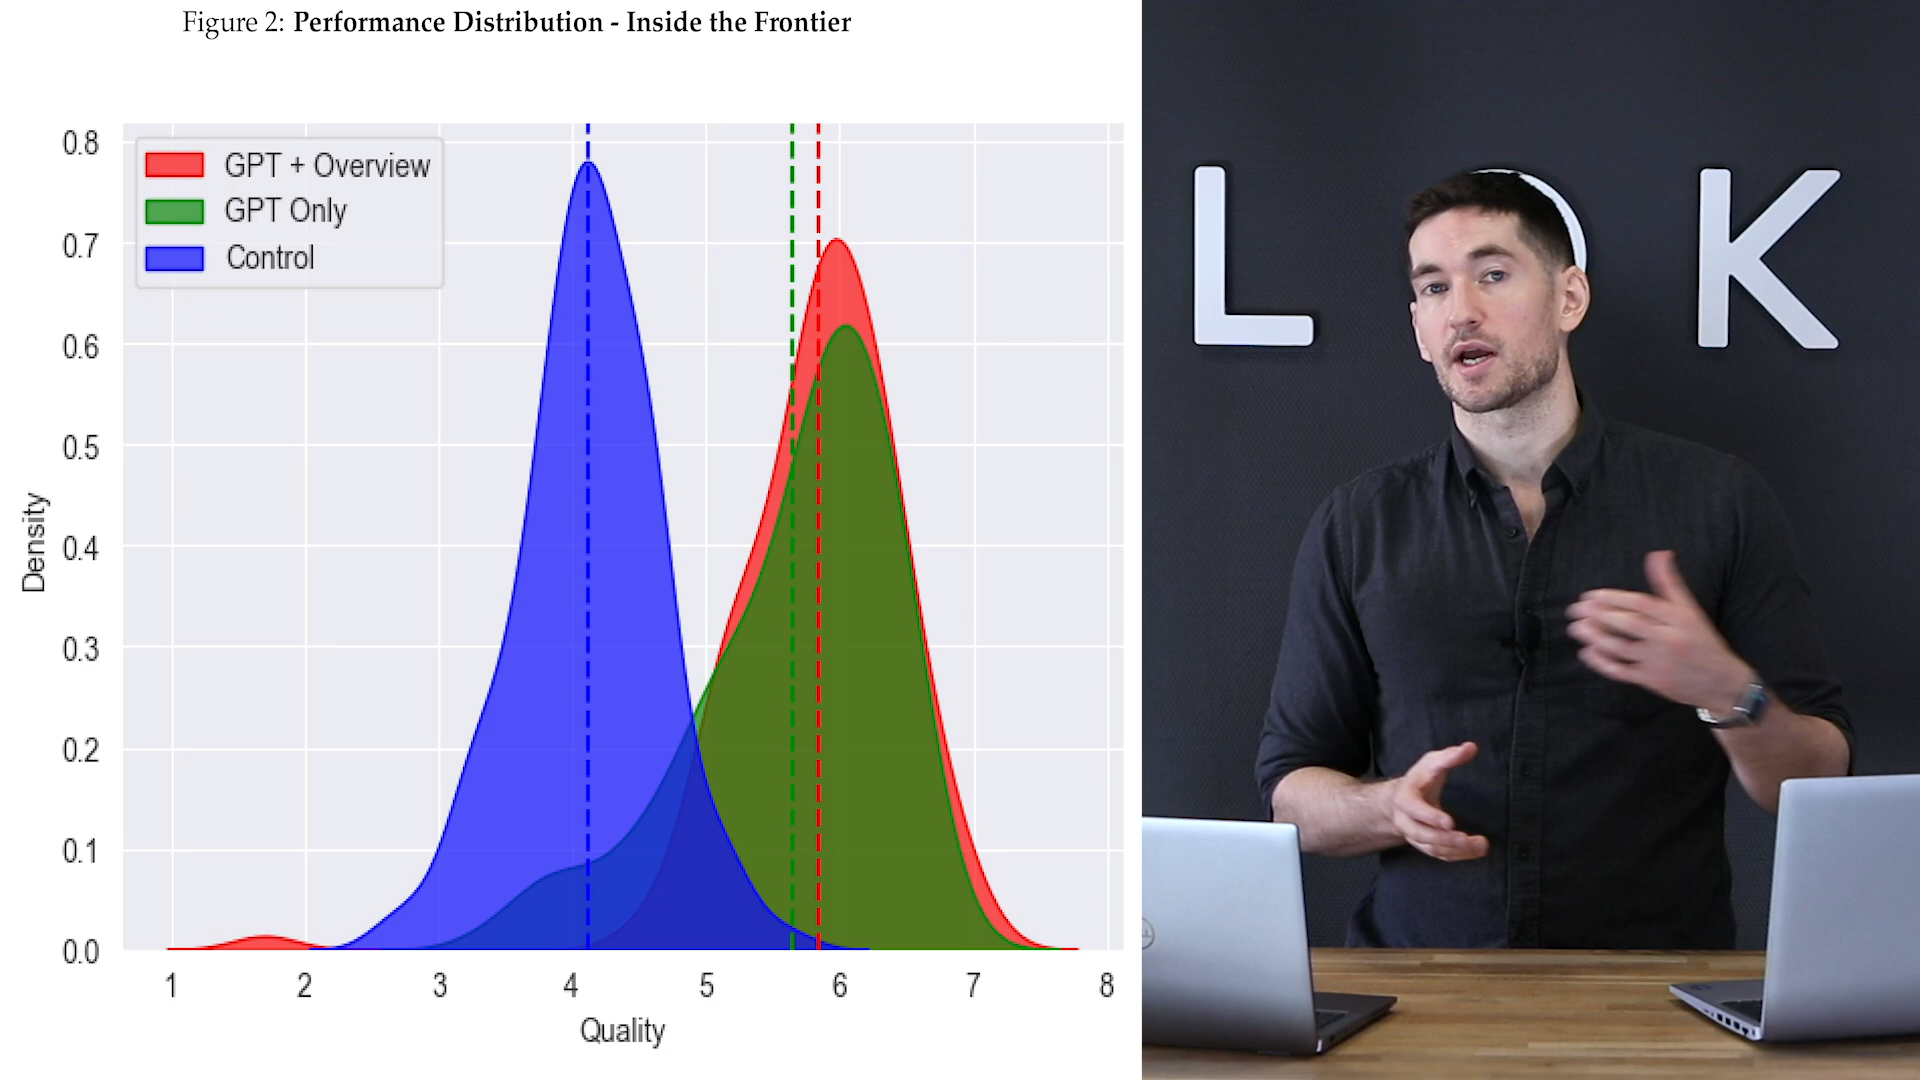 Figure 2: Performance Distribution - Inside the Frontier
GPT + Overview
GPT Only
Control
0.8
0.7
0.6
0.5
0.4
0.3
0.2
0.1
0.0
Density
1 2 3 4 5 6 7 8
Quality
L O K